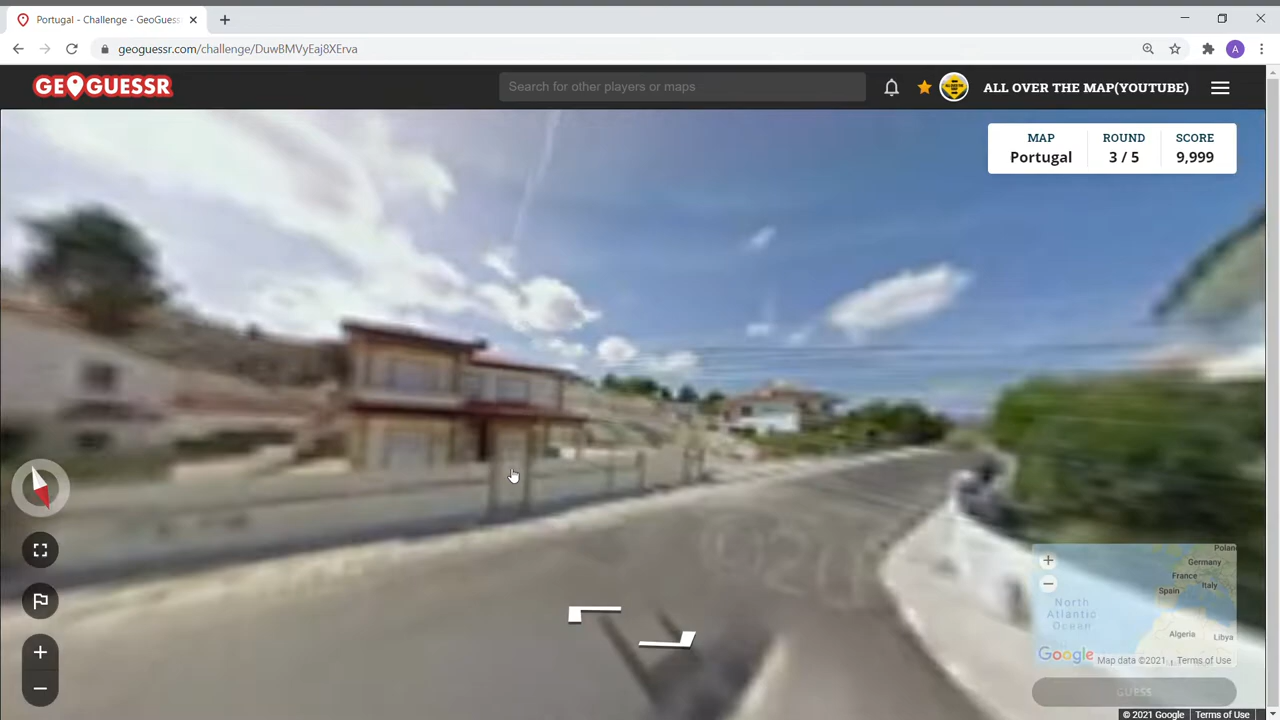 Portugal - Challenge - GeoGuess
geoguessr.com/challenge/DuwBMVyEaj8XErva
A
GEOGUESSR
Search for other players or maps
ALL OVER THE MAP(YOUTUBE)
MAP ROUND SCORE
Portugal 3 / 5 9,999
Poland
Germany
France
Italy
Spain
North
Atlantic
Ocean
Algeria
Libya
Google Map data ©2021 Terms of Use
GUESS
© 2021 Google Terms of Use